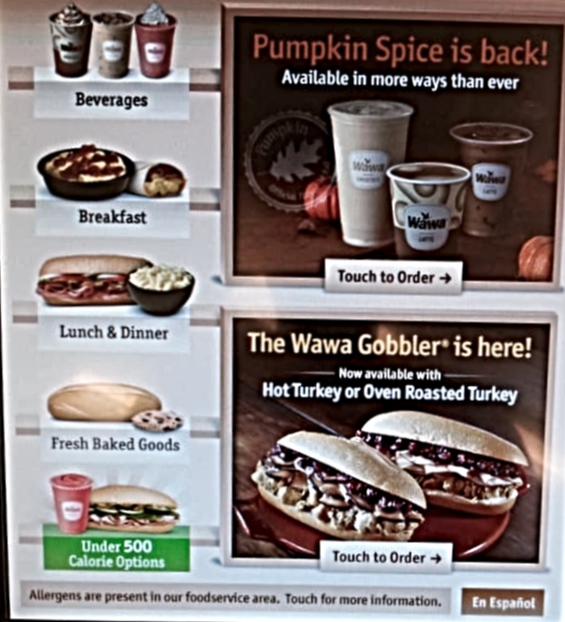 Beverages
Breakfast
Lunch & Dinner
Fresh Baked Goods
Under 500
Calorie Options
Pumpkin Spice is back!
Available in more ways than ever
Pumpkin
Wawa
Wawa
LATTE
Wawa
LATTE
Touch to Order →
The Wawa Gobbler® is here!
Now available with
Hot Turkey or Oven Roasted Turkey
Touch to Order →
Allergens are present in our foodservice area. Touch for more information.
En Español